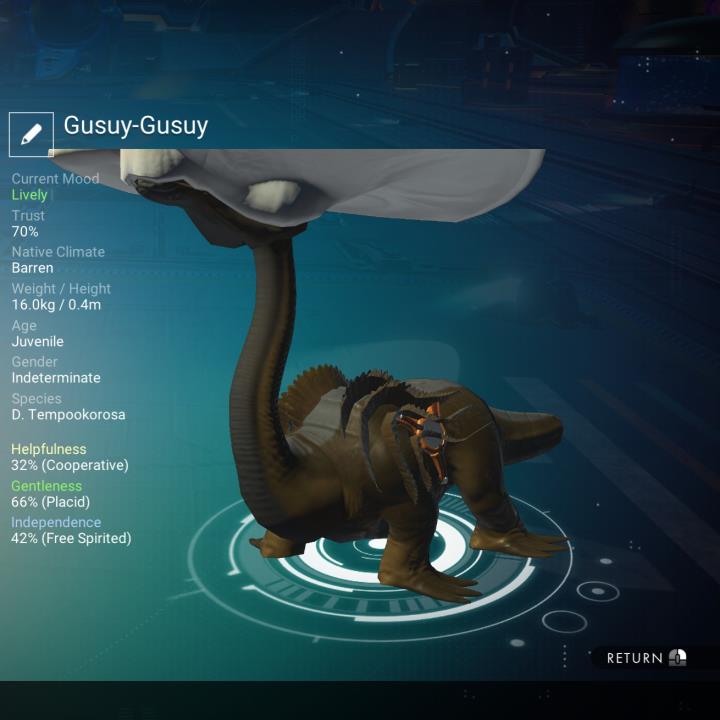 Gusuy-Gusuy
Current Mood
Lively
Trust
70%
Native Climate
Barren
Weight / Height
16.0kg / 0.4m
Age
Juvenile
Gender
Indeterminate
Species
D. Tempookorosa
Helpfulness
32% (Cooperative)
Gentleness
66% (Placid)
Independence
42% (Free Spirited)
RETURN